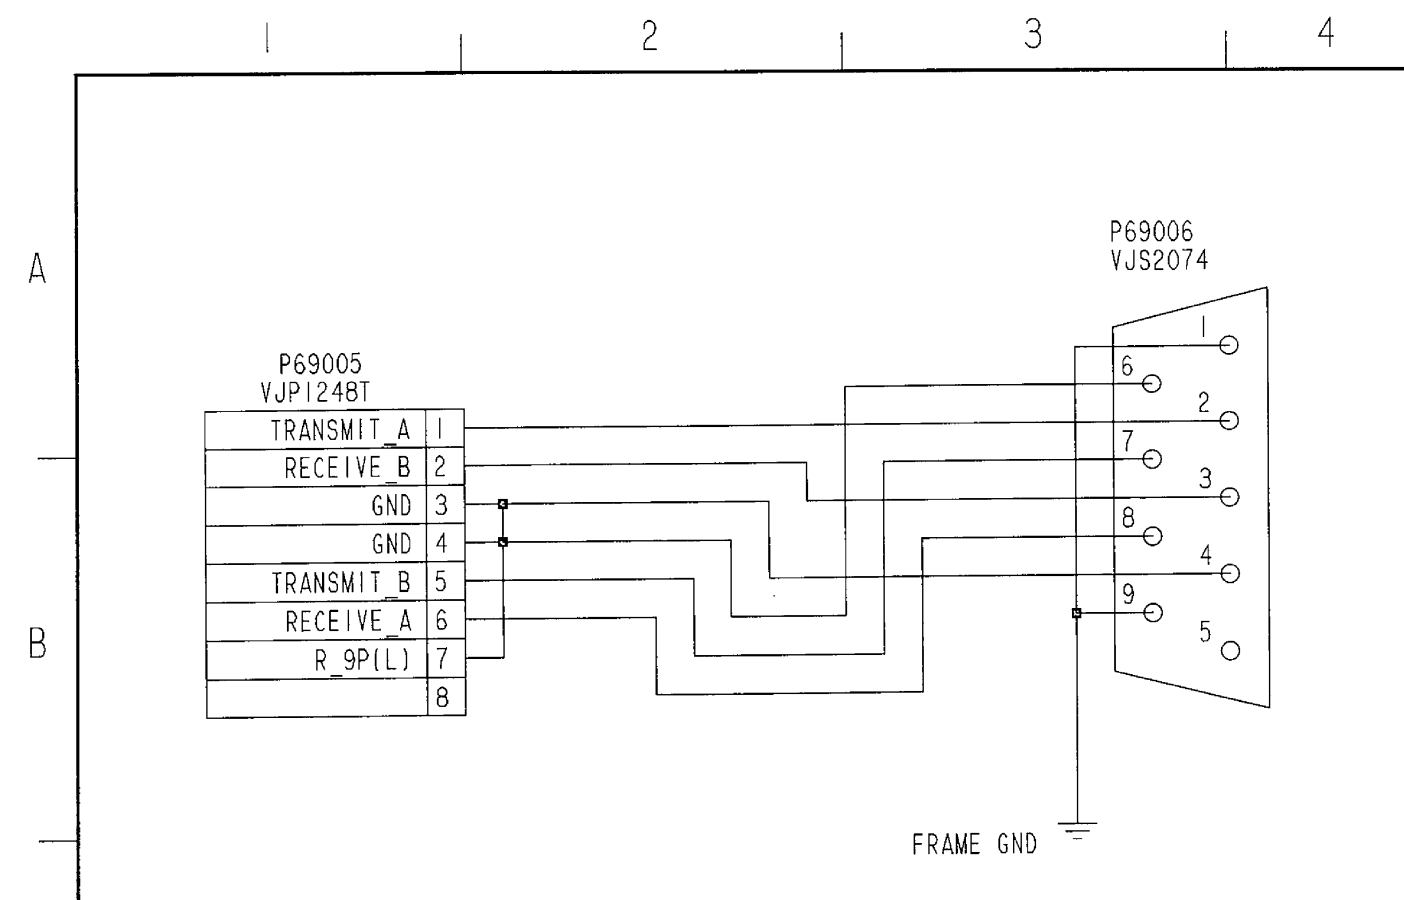 1 2 3 4
A
P69006
VJS2074
1
6
P69005
VJP1248T
2
TRANSMIT_A 1
7
RECEIVE_B 2
3
GND 3
8
GND 4
4
TRANSMIT_B 5
9
RECEIVE_A 6
5
B
R_9P(L) 7
8
FRAME GND